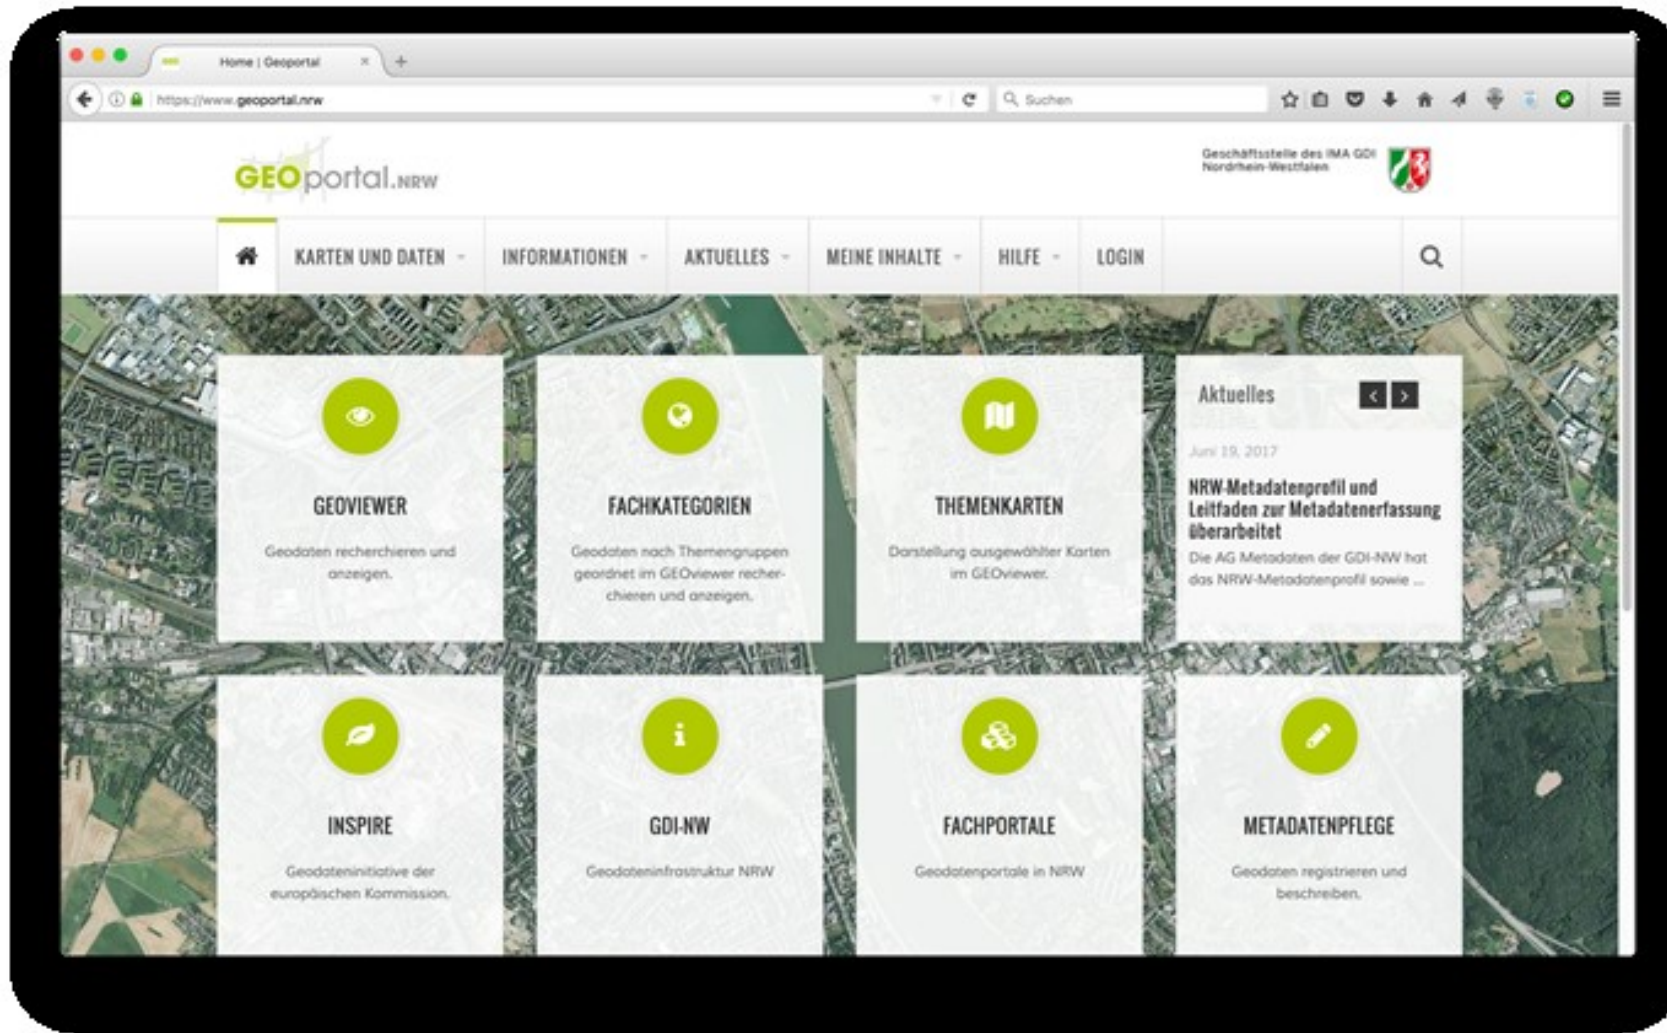 Home | Geoportal
https://www.geoportal.nrw
Suchen
GEOportal.NRW
Geschäftsstelle des IMA GDI
Nordrhein-Westfalen
KARTEN UND DATEN
INFORMATIONEN
AKTUELLES
MEINE INHALTE
HILFE
LOGIN
GEOVIEWER
Geodaten recherchieren und
anzeigen.
FACHKATEGORIEN
Geodaten nach Themengruppen
geordnet im GEOviewer recher-
chieren und anzeigen.
THEMENKARTEN
Darstellung ausgewählter Karten
im GEOviewer.
Aktuelles
Juni 19, 2017
NRW-Metadatenprofil und
Leitfaden zur Metadatenerfassung
überarbeitet
Die AG Metadaten der GDI-NW hat
das NRW-Metadatenprofil sowie ...
INSPIRE
Geodateninitiative der
europäischen Kommission.
GDI-NW
Geodateninfrastruktur NRW
FACHPORTALE
Geodatenportale in NRW
METADATENPFLEGE
Geodaten registrieren und
beschreiben.